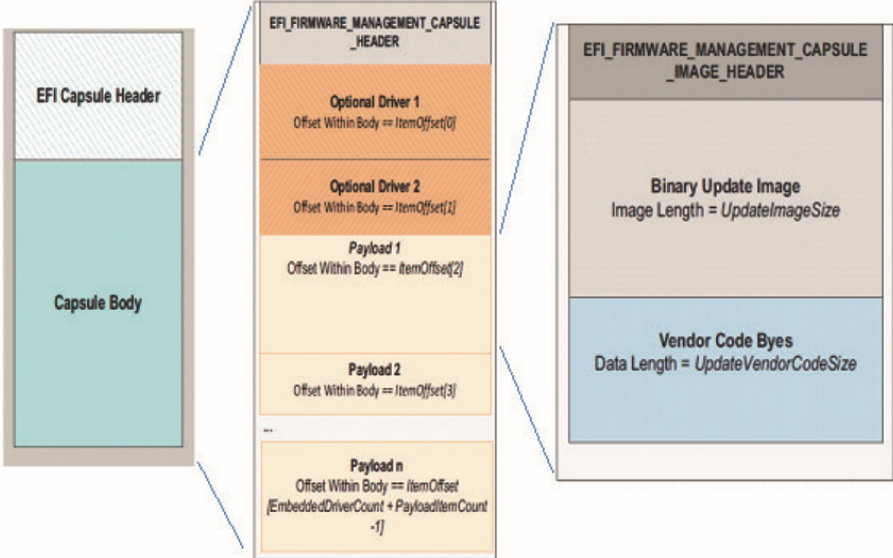 EFI Capsule Header
Capsule Body
EFI_FIRMWARE_MANAGEMENT_CAPSULE
_HEADER
Optional Driver 1
Offset Within Body == ItemOffset[0]
Optional Driver 2
Offset Within Body == ItemOffset[1]
Payload 1
Offset Within Body == ItemOffset[2]
Payload 2
Offset Within Body == ItemOffset[3]
...
Payload n
Offset Within Body == ItemOffset
[EmbeddedDriverCount + PayloadItemCount
-1]
EFI_FIRMWARE_MANAGEMENT_CAPSULE
_IMAGE_HEADER
Binary Update Image
Image Length = UpdateImageSize
Vendor Code Byes
Data Length = UpdateVendorCodeSize